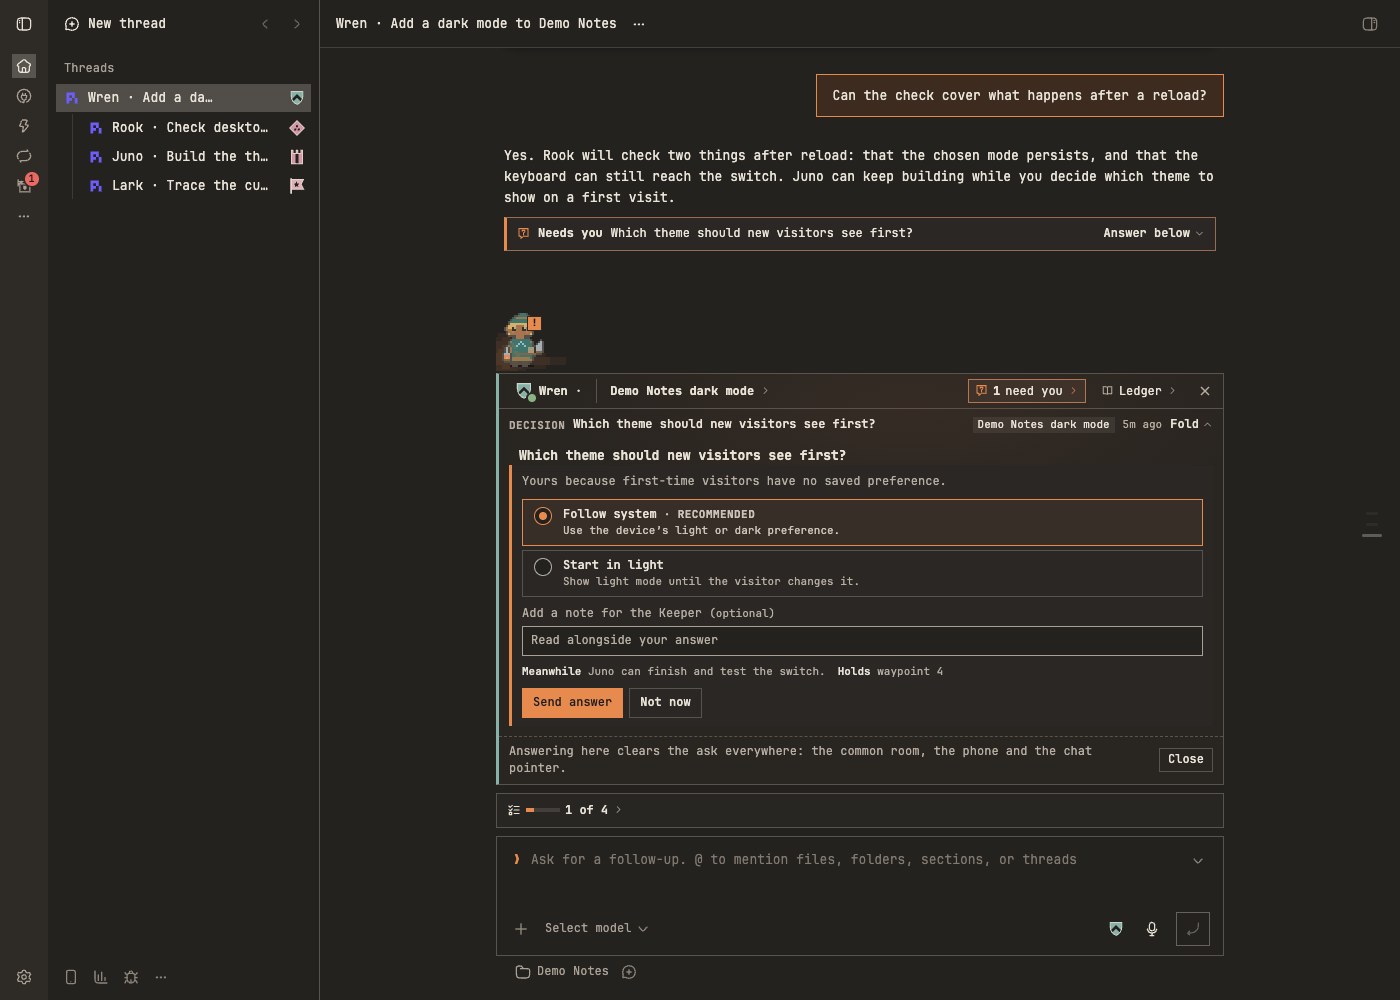 New thread
Wren · Add a dark mode to Demo Notes
Threads
Wren · Add a da…
Rook · Check deskto…
Juno · Build the th…
Lark · Trace the cu…
1
Can the check cover what happens after a reload?
Yes. Rook will check two things after reload: that the chosen mode persists, and that the
keyboard can still reach the switch. Juno can keep building while you decide which theme to
show on a first visit.
Needs you Which theme should new visitors see first? Answer below
!
Wren · Demo Notes dark mode 1 need you Ledger
DECISION Which theme should new visitors see first? Demo Notes dark mode 5m ago Fold
Which theme should new visitors see first?
Yours because first-time visitors have no saved preference.
Follow system · RECOMMENDED
Use the device's light or dark preference.
Start in light
Show light mode until the visitor changes it.
Add a note for the Keeper (optional)
Read alongside your answer
Meanwhile Juno can finish and test the switch. Holds waypoint 4
Send answer Not now
Answering here clears the ask everywhere: the common room, the phone and the chat
pointer.
Close
1 of 4
Ask for a follow-up. @ to mention files, folders, sections, or threads
Select model
Demo Notes